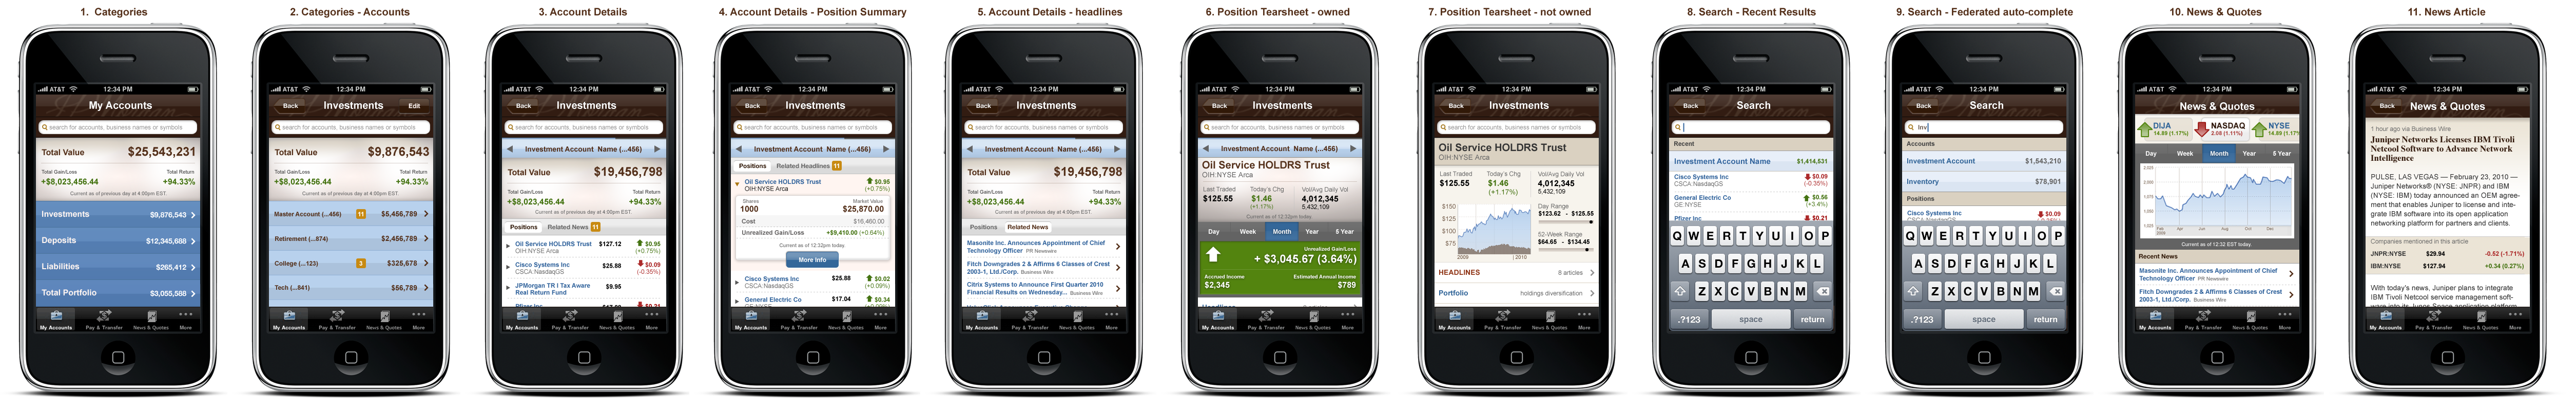 1. Categories
AT&T 12:34 PM
My Accounts
search for accounts, business names or symbols
Total Value $25,543,231
Total Gain/Loss Total Return
+$8,023,456.44 +94.33%
Current as of previous day at 4:00pm EST.
Investments $9,876,543
Deposits $12,345,688
Liabilities $265,412
Total Portfolio $3,055,588
My Accounts Pay & Transfer News & Quotes More
2. Categories - Accounts
AT&T 12:34 PM
Back Investments Edit
search for accounts, business names or symbols
Total Value $9,876,543
Total Gain/Loss Total Return
+$8,023,456.44 +94.33%
Current as of previous day at 4:00pm EST.
Master Account (...456) 11 $5,456,789
Retirement (...874) $2,456,789
College (...123) 3 $325,678
Tech (...841) $56,789
My Accounts Pay & Transfer News & Quotes More
3. Account Details
AT&T 12:34 PM
Back Investments
search for accounts, business names or symbols
Investment Account Name (...456)
Total Value $19,456,798
Total Gain/Loss Total Return
+$8,023,456.44 +94.33%
Current as of previous day at 4:00pm EST.
Positions Related News 11
Oil Service HOLDRS Trust $127.12 $0.95
OIH:NYSE Arca (+0.75%)
Cisco Systems Inc $25.88 $0.09
CSCA:NasdaqGS (-0.35%)
JPMorgan TR I Tax Aware $9.95
Real Return Fund
My Accounts Pay & Transfer News & Quotes More
4. Account Details - Position Summary
AT&T 12:34 PM
Back Investments
search for accounts, business names or symbols
Investment Account Name (...456)
Positions Related Headlines 11
Oil Service HOLDRS Trust $0.95
OIH:NYSE Arca (+0.75%)
Shares Market Value
1000 $25,870.00
Cost $16,460.00
Unrealized Gain/Loss +$9,410.00 (+0.64%)
Current as of 12:32pm today.
More Info
Cisco Systems Inc $25.88 $0.02
CSCA:NasdaqGS (+0.09%)
General Electric Co $17.04 $0.34
My Accounts Pay & Transfer News & Quotes More
5. Account Details - headlines
AT&T 12:34 PM
Back Investments
search for accounts, business names or symbols
Investment Account Name (...456)
Total Value $19,456,798
Total Gain/Loss Total Return
+$8,023,456.44 +94.33%
Current as of previous day at 4:00pm EST.
Positions Related News
Masonite Inc. Announces Appointment of Chief
Technology Officer PR Newswire
Fitch Downgrades 2 & Affirms 6 Classes of Crest
2003-1, Ltd./Corp. Business Wire
Citrix Systems to Announce First Quarter 2010
Financial Results on Wednesday... Business Wire
My Accounts Pay & Transfer News & Quotes More
6. Position Tearsheet - owned
AT&T 12:34 PM
Back Investments
search for accounts, business names or symbols
Investment Account Name (...456)
Oil Service HOLDRS Trust
OIH:NYSE Arca
Last Traded Today's Chg Vol/Avg Daily Vol
$125.55 $1.46 4,012,345
(+1.17%) 5,432,109
Current as of 12:30pm today
Day Week Month Year 5 Year
Unrealized Gain/Loss
+ $3,045.67 (3.64%)
Accrued Income Estimated Annual Income
$2,345 $789
My Accounts Pay & Transfer News & Quotes More
7. Position Tearsheet - not owned
AT&T 12:34 PM
Back Investments
search for accounts, business names or symbols
Oil Service HOLDRS Trust
OIH:NYSE Arca
Last Traded Today's Chg Vol/Avg Daily Vol
$125.55 $1.46 4,012,345
(+1.17%) 5,432,109
$150
$125
$100
$75
2009 2010
Day Range
$123.62 - $125.55
52-Week Range
$64.65 - $134.45
HEADLINES 8 articles
Portfolio holdings diversification
My Accounts Pay & Transfer News & Quotes More
8. Search - Recent Results
AT&T 12:34 PM
Back Search
Recent
Investment Account Name $1,414,531
Cisco Systems Inc $0.09
CSCA:NasdaqGS (-0.35%)
General Electric Co $0.56
GE:NYSE (+3.4%)
Pfizer Inc $0.21
Q W E R T Y U I O P
A S D F G H J K L
Z X C V B N M
.?123 space return
9. Search - Federated auto-complete
AT&T 12:34 PM
Back Search
Inv
Accounts
Investment Account $1,543,210
Inventory $78,901
Positions
Cisco Systems Inc $0.09
Q W E R T Y U I O P
A S D F G H J K L
Z X C V B N M
.?123 space return
10. News & Quotes
AT&T 12:34 PM
News & Quotes
DIJA NASDAQ NYSE
14.89 (1.17%) 2.08 (1.11%) 14.89 (1.17%
Day Week Month Year 5 Year
Current as of 12:32 EST today.
Recent News
Masonite Inc. Announces Appointment of Chief
Technology Officer PR Newswire
Fitch Downgrades 2 & Affirms 6 Classes of Crest
2003-1, Ltd./Corp. Business Wire
My Accounts Pay & Transfer News & Quotes More
11. News Article
AT&T 12:34 PM
Back News & Quotes
1 hour ago via Business Wire
Juniper Networks Licenses IBM Tivoli
Netcool Software to Advance Network
Intelligence
PULSE, LAS VEGAS — February 23, 2010 —
Juniper Networks® (NYSE: JNPR) and IBM
(NYSE: IBM) today announced an OEM agree-
ment that enables Juniper to license and inte-
grate IBM software into its open application
networking platform for partners and clients.
Companies mentioned in this article
JNPR:NYSE $29.94 -0.52 (-1.71%)
IBM:NYSE $127.94 +0.34 (0.27%)
With today's news, Juniper plans to integrate
IBM Tivoli Netcool service management soft-
My Accounts Pay & Transfer News & Quotes More